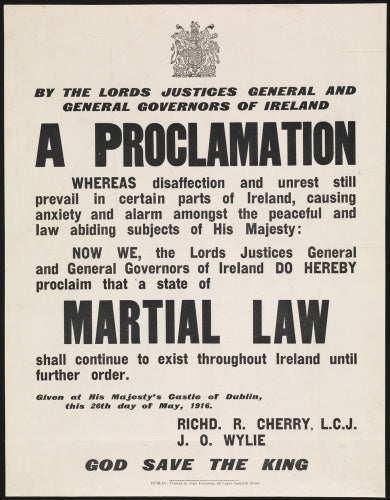 BY THE LORDS JUSTICES GENERAL AND
GENERAL GOVERNORS OF IRELAND
A PROCLAMATION
WHEREAS disaffection and unrest still
prevail in certain parts of Ireland, causing
anxiety and alarm amongst the peaceful and
law abiding subjects of His Majesty:
NOW WE, the Lords Justices General
and General Governors of Ireland DO HEREBY
proclaim that a state of
MARTIAL LAW
shall continue to exist throughout Ireland until
further order.
Given at His Majesty's Castle of Dublin,
this 26th day of May, 1916.
RICHD. R. CHERRY, L.C.J.
J. O. WYLIE
GOD SAVE THE KING
DUBLIN: Printed by